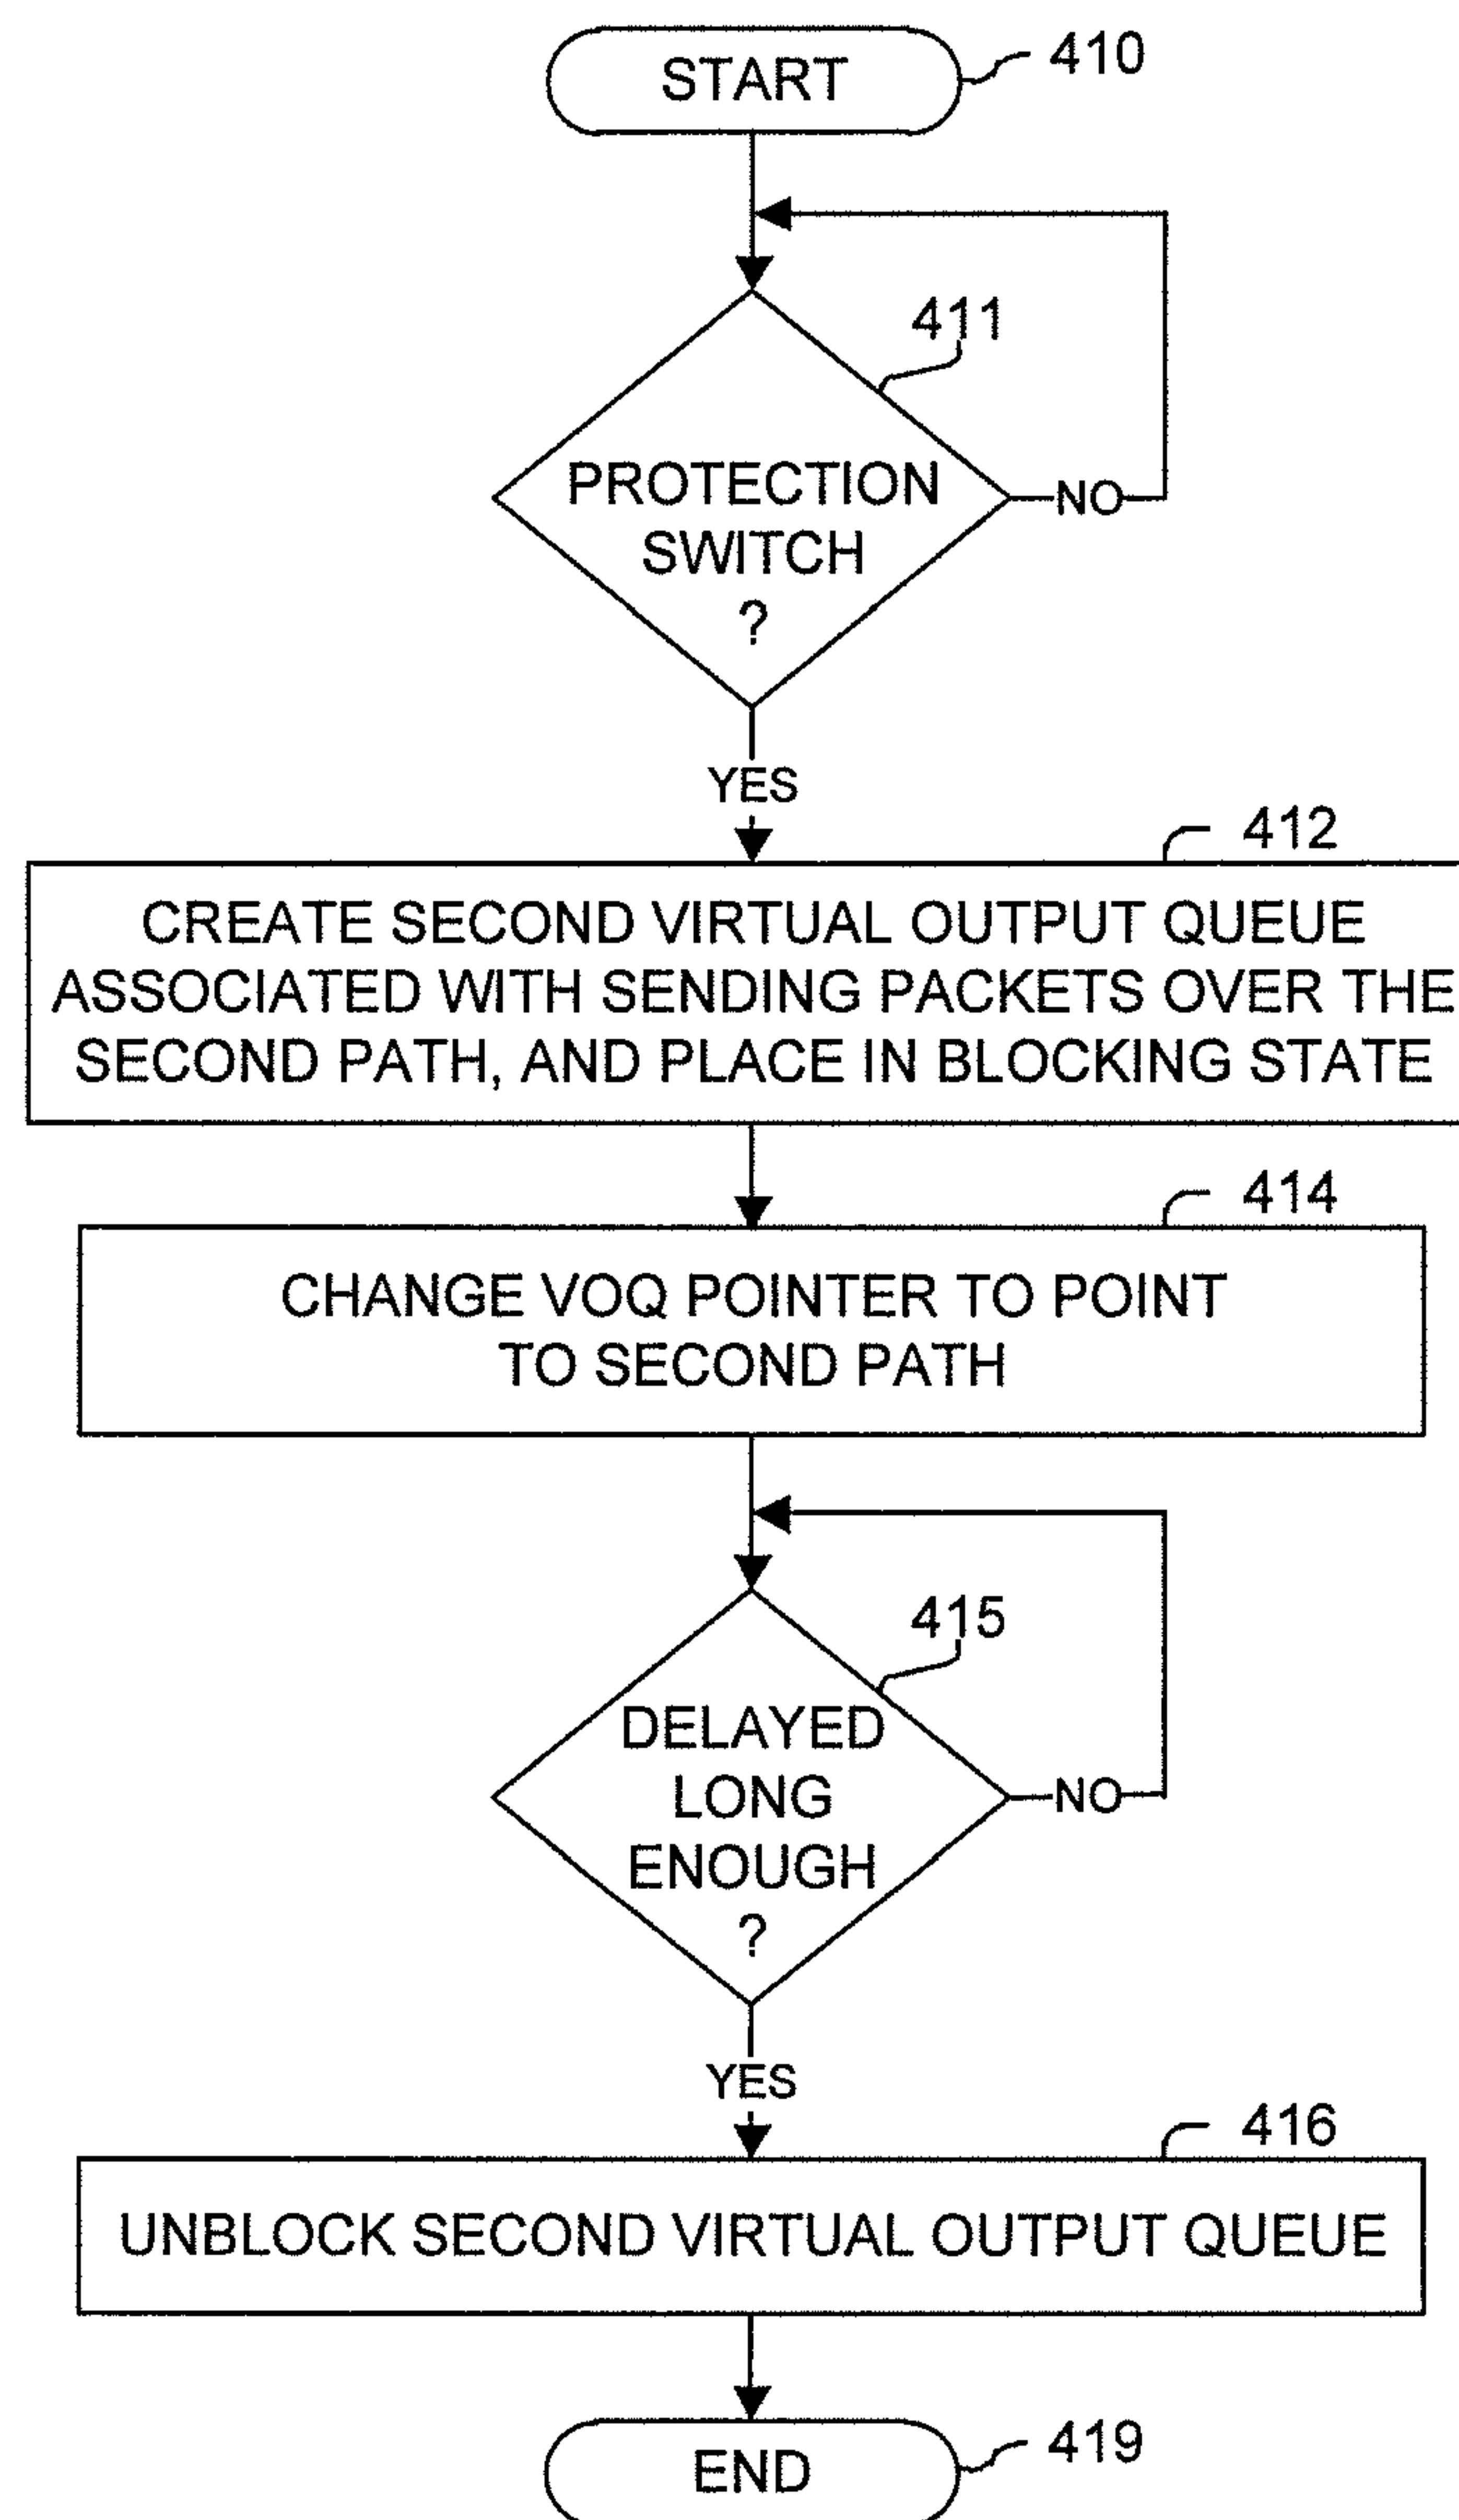 START
410
411
PROTECTION
SWITCH
?
NO
YES
412
CREATE SECOND VIRTUAL OUTPUT QUEUE
ASSOCIATED WITH SENDING PACKETS OVER THE
SECOND PATH, AND PLACE IN BLOCKING STATE
414
CHANGE VOQ POINTER TO POINT
TO SECOND PATH
415
DELAYED
LONG
ENOUGH
?
NO
YES
416
UNBLOCK SECOND VIRTUAL OUTPUT QUEUE
END
419